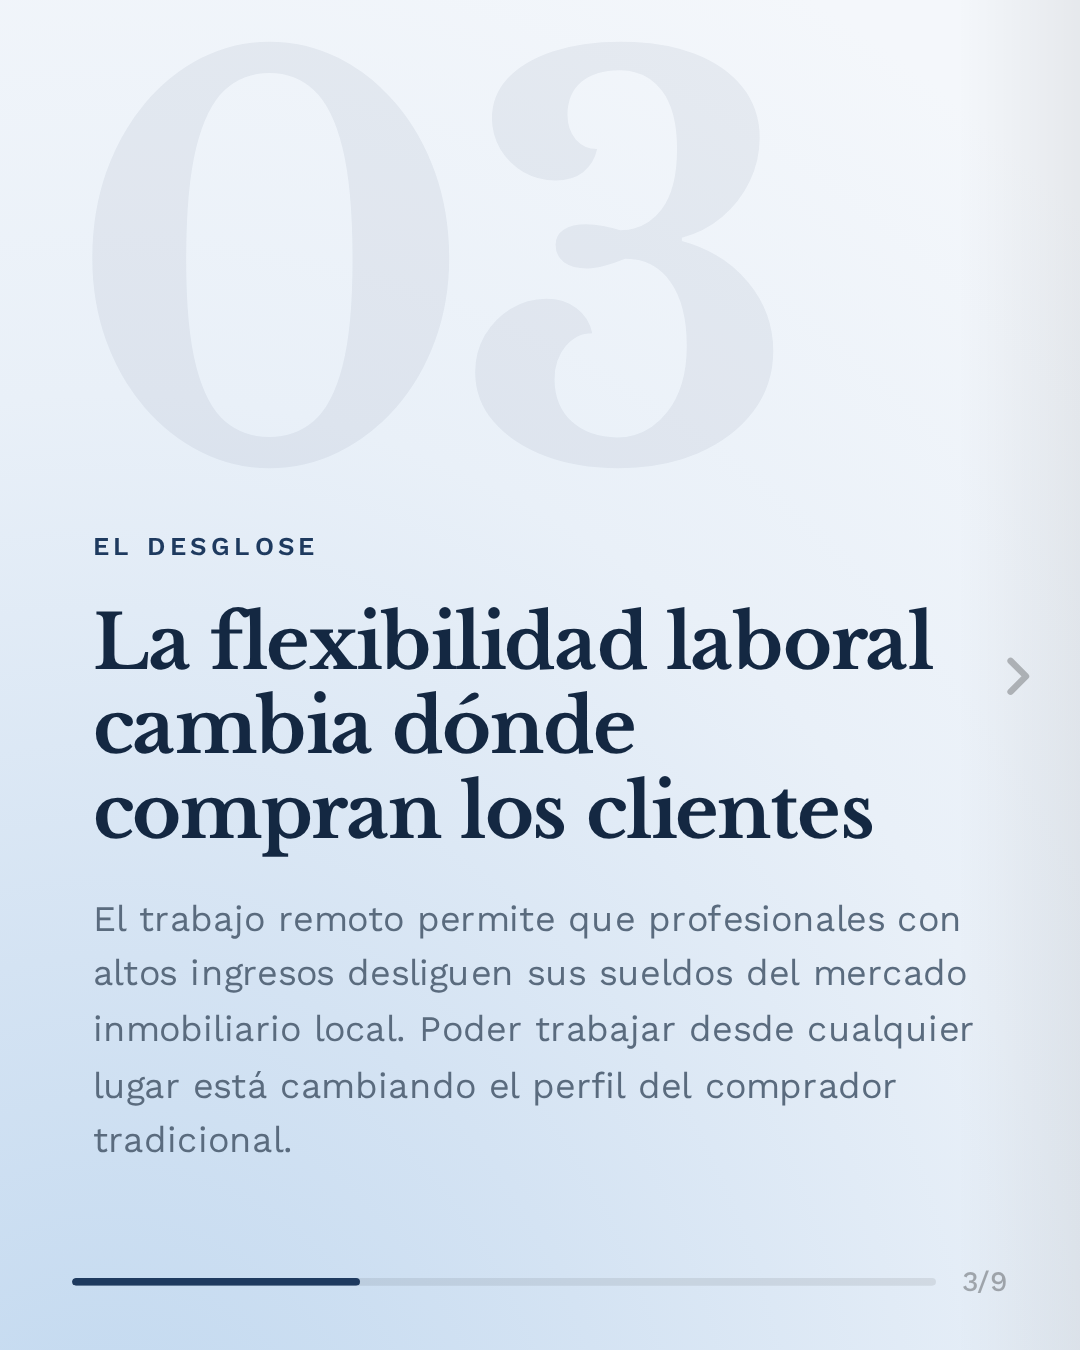 03
EL DESGLOSE
La flexibilidad laboral
cambia dónde
compran los clientes
El trabajo remoto permite que profesionales con
altos ingresos desliguen sus sueldos del mercado
inmobiliario local. Poder trabajar desde cualquier
lugar está cambiando el perfil del comprador
tradicional.
3/9